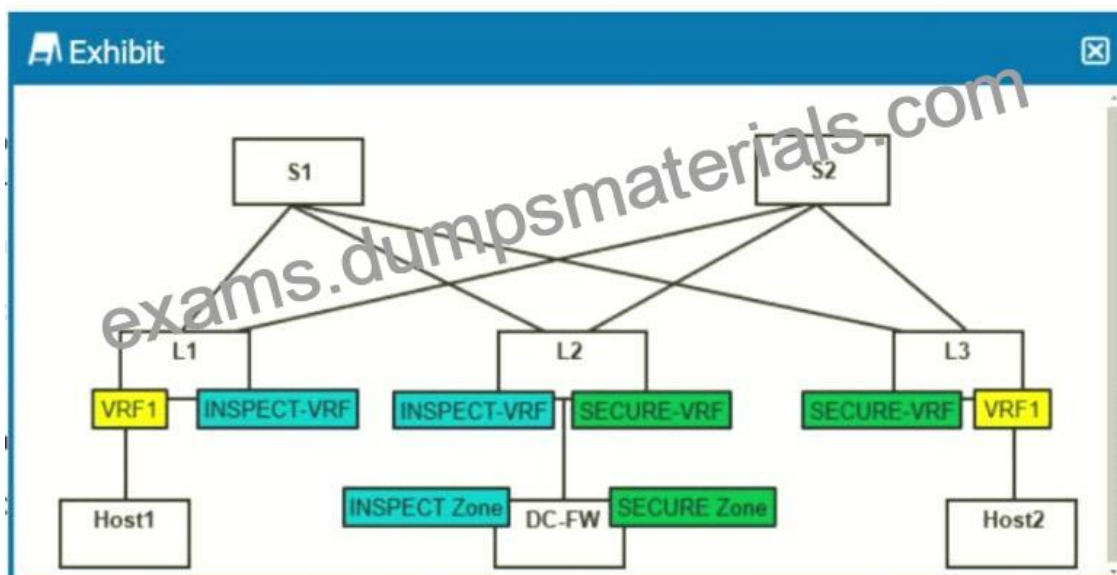 Exhibit
exams.dumpsmaterials.com
S1
S2
L1
L2
L3
VRF1
INSPECT-VRF
INSPECT-VRF
SECURE-VRF
SECURE-VRF
VRF1
Host1
INSPECT Zone
DC-FW
SECURE Zone
Host2